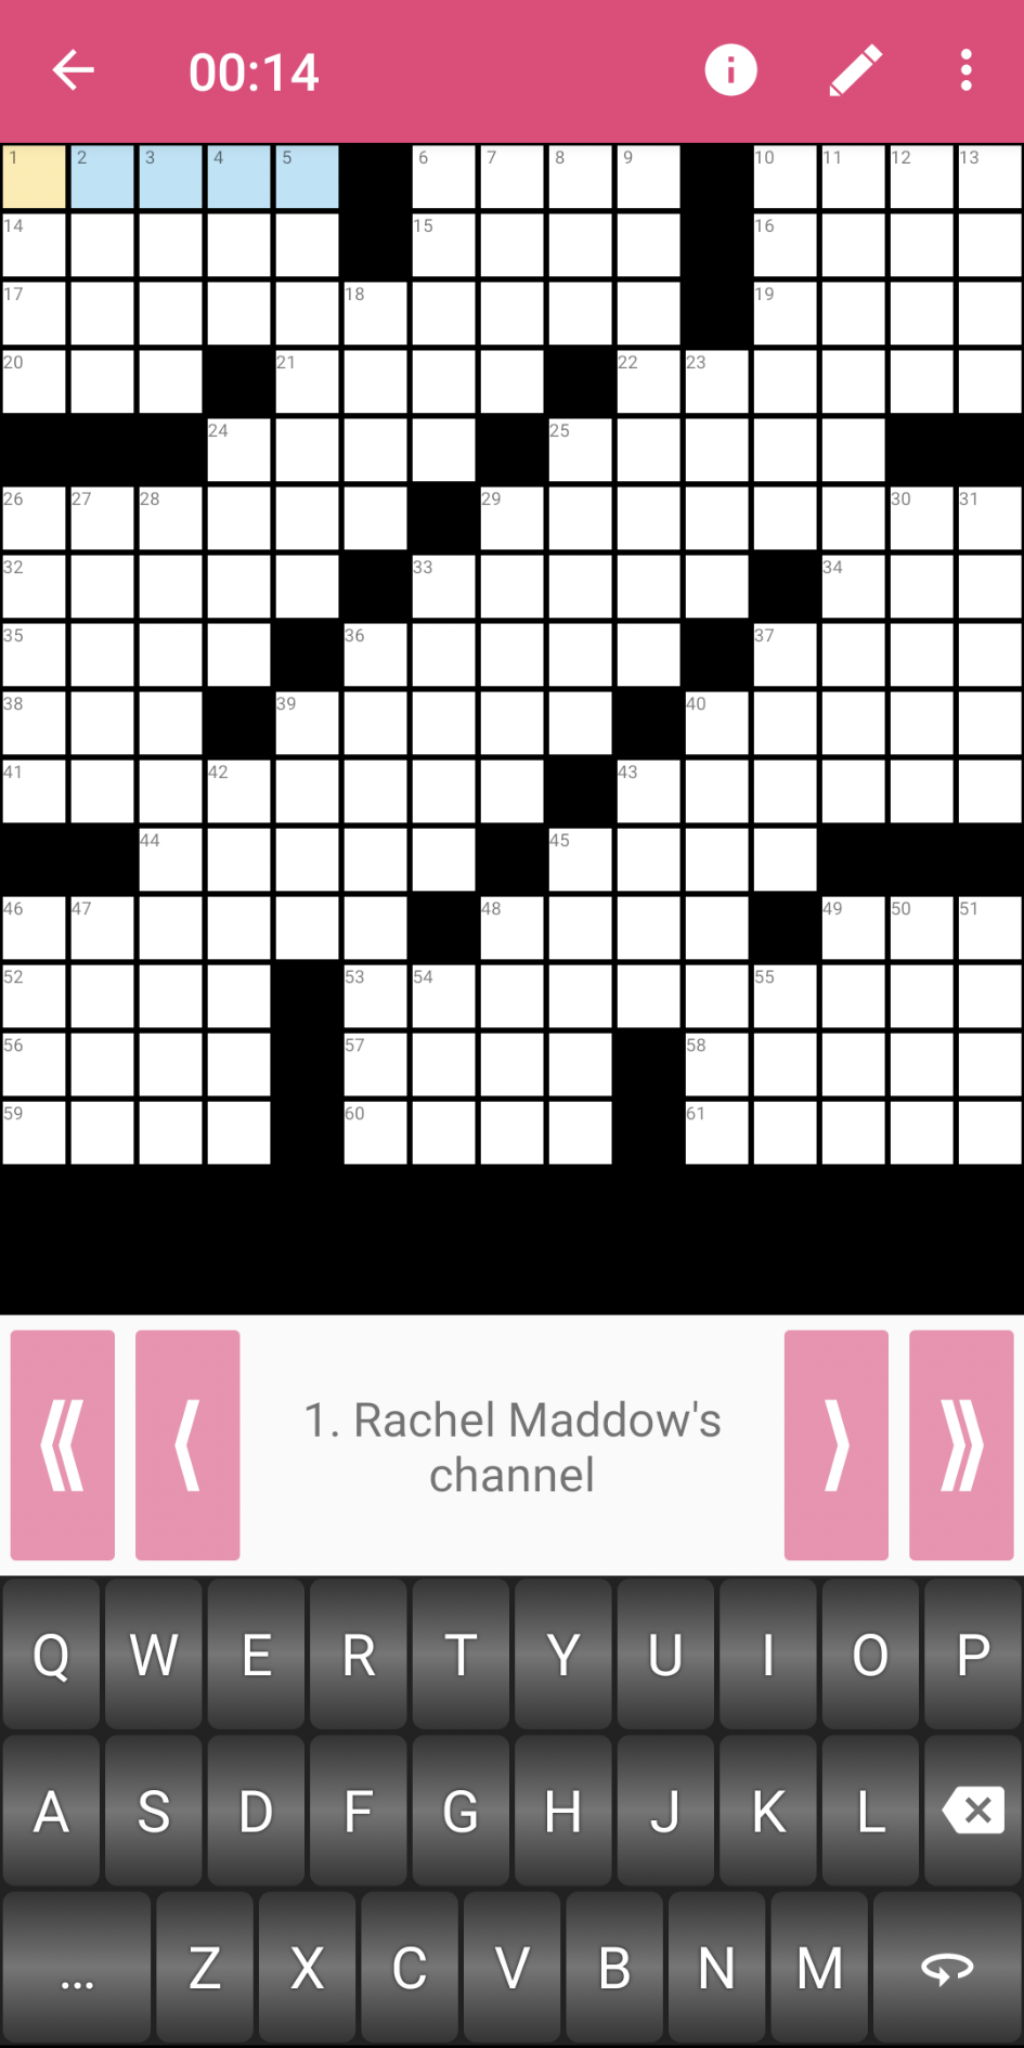 00:14
1 2 3 4 5 6 7 8 9 10 11 12 13
14 15 16
17 18 19
20 21 22 23
24 25
26 27 28 29 30 31
32 33 34
35 36 37
38 39 40
41 42 43
44 45
46 47 48 49 50 51
52 53 54 55
56 57 58
59 60 61
1. Rachel Maddow's
channel
Q W E R T Y U I O P
A S D F G H J K L
... Z X C V B N M